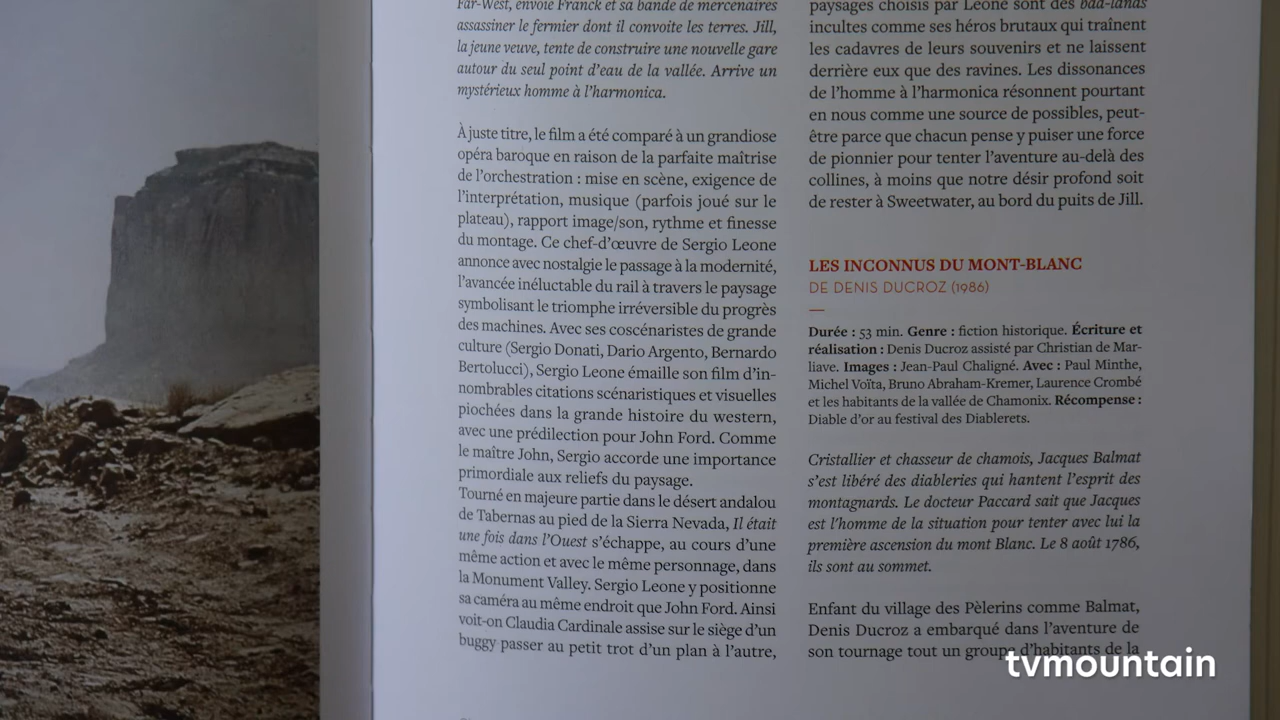 Far-West, envoie Franck et sa bande de mercenaires
assassiner le fermier dont il convoite les terres. Jill,
la jeune veuve, tente de construire une nouvelle gare
autour du seul point d'eau de la vallée. Arrive un
mystérieux homme à l'harmonica.
À juste titre, le film a été comparé à un grandiose
opéra baroque en raison de la parfaite maîtrise
de l'orchestration : mise en scène, exigence de
l'interprétation, musique (parfois joué sur le
plateau), rapport image/son, rythme et finesse
du montage. Ce chef-d'œuvre de Sergio Leone
annonce avec nostalgie le passage à la modernité,
l'avancée inéluctable du rail à travers le paysage
symbolisant le triomphe irréversible du progrès
des machines. Avec ses coscénaristes de grande
culture (Sergio Donati, Dario Argento, Bernardo
Bertolucci), Sergio Leone émaille son film d'in-
nombrables citations scénaristiques et visuelles
piochées dans la grande histoire du western,
avec une prédilection pour John Ford. Comme
le maître John, Sergio accorde une importance
primordiale aux reliefs du paysage.
Tourné en majeure partie dans le désert andalou
de Tabernas au pied de la Sierra Nevada, Il était
une fois dans l'Ouest s'échappe, au cours d'une
même action et avec le même personnage, dans
la Monument Valley. Sergio Leone y positionne
sa caméra au même endroit que John Ford. Ainsi
voit-on Claudia Cardinale assise sur le siège d'un
buggy passer au petit trot d'un plan à l'autre,
paysages choisis par Leone sont des bad-lands
incultes comme ses héros brutaux qui traînent
les cadavres de leurs souvenirs et ne laissent
derrière eux que des ravines. Les dissonances
de l'homme à l'harmonica résonnent pourtant
en nous comme une source de possibles, peut-
être parce que chacun pense y puiser une force
de pionnier pour tenter l'aventure au-delà des
collines, à moins que notre désir profond soit
de rester à Sweetwater, au bord du puits de Jill.
LES INCONNUS DU MONT-BLANC
DE DENIS DUCROZ (1986)
Durée : 53 min. Genre : fiction historique. Écriture et
réalisation : Denis Ducroz assisté par Christian de Mar-
liave. Images : Jean-Paul Chaligné. Avec : Paul Minthe,
Michel Voïta, Bruno Abraham-Kremer, Laurence Crombé
et les habitants de la vallée de Chamonix. Récompense :
Diable d'or au festival des Diablerets.
Cristallier et chasseur de chamois, Jacques Balmat
s'est libéré des diableries qui hantent l'esprit des
montagnards. Le docteur Paccard sait que Jacques
est l'homme de la situation pour tenter avec lui la
première ascension du mont Blanc. Le 8 août 1786,
ils sont au sommet.
Enfant du village des Pèlerins comme Balmat,
Denis Ducroz a embarqué dans l'aventure de
son tournage tout un groupe d'habitants de la
tvmountain